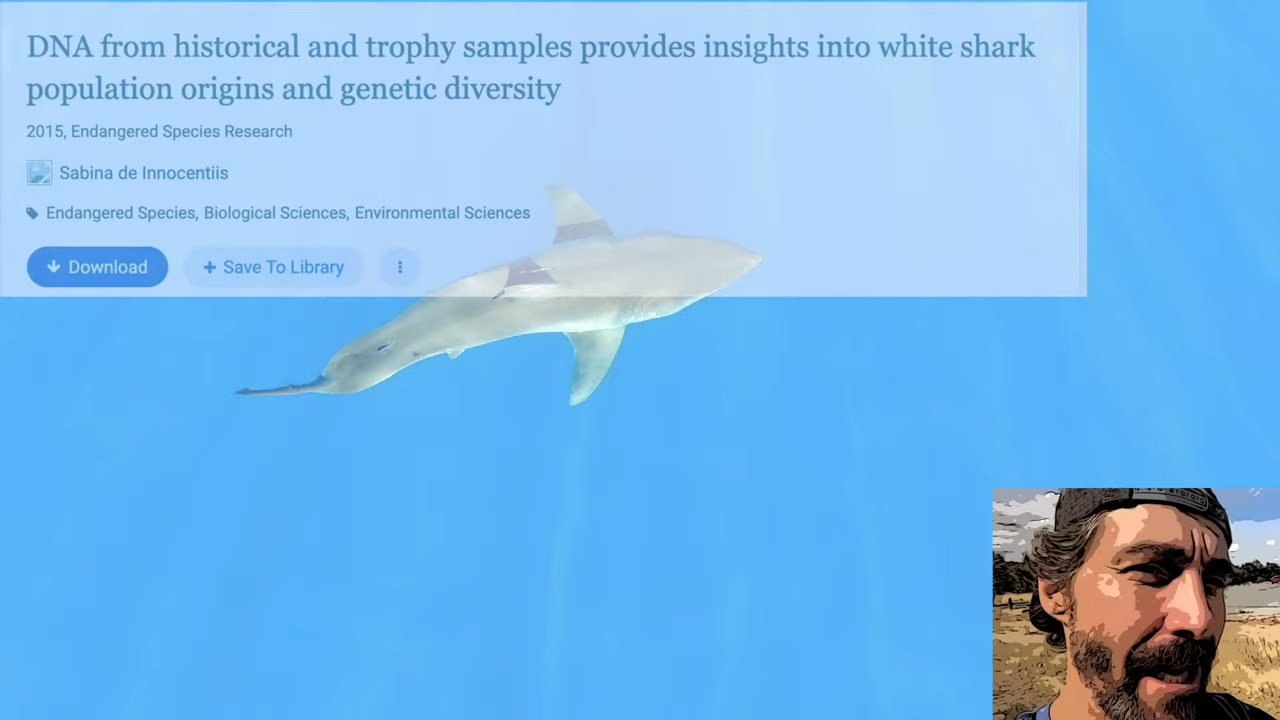 DNA from historical and trophy samples provides insights into white shark
population origins and genetic diversity
2015, Endangered Species Research
Sabina de Innocentiis
Endangered Species, Biological Sciences, Environmental Sciences
Download
Save To Library